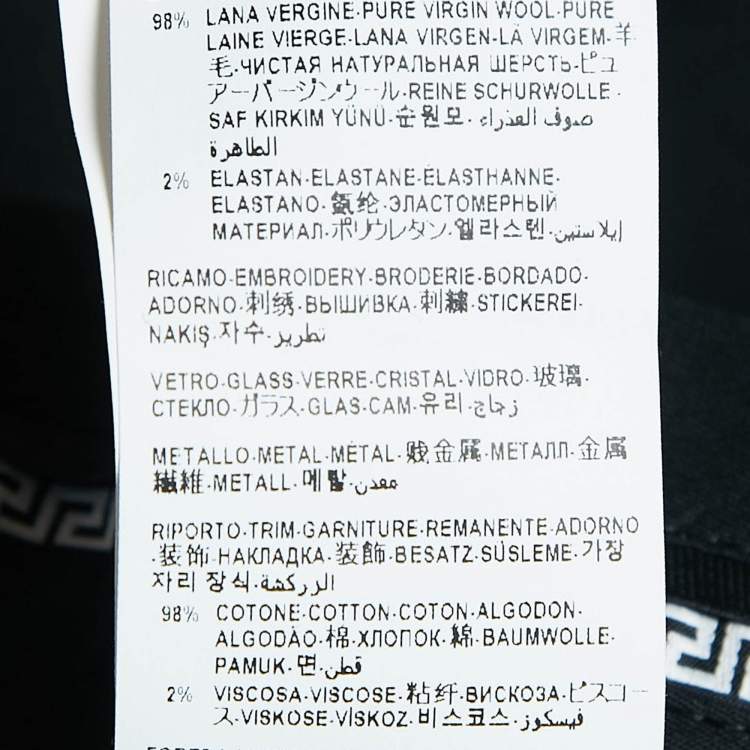 98% LANA VERGINE·PURE VIRGIN WOOL·PURE
LAINE VIERGE·LANA VIRGEN·LÃ VIRGEM·羊
毛·ЧИСТАЯ НАТУРАЛЬНАЯ ШЕРСТЬ·ピュ
アーバージンウール·REINE SCHURWOLLE·
SAF KIRKIM YÜNÜ·순원모·صوف العذراء
الطاهرة
2% ELASTAN·ELASTANE·ÉLASTHANNE·
ELASTANO·氨纶·ЭЛАСТОМЕРНЫЙ
МАТЕРИАЛ·ポリウレタン·엘라스텐·إيلاستين
RICAMO·EMBROIDERY·BRODERIE·BORDADO·
ADORNO·刺绣·ВЫШИВКА·刺繍·STICKEREI·
NAKIŞ·자수·تطريز
VETRO·GLASS·VERRE·CRISTAL·VIDRO·玻璃·
СТЕКЛО·ガラス·GLAS·CAM·유리·زجاج
METALLO·METAL·MÉTAL·贱金属·МЕТАЛЛ·金属
繊維·METALL·메탈·معدن
RIPORTO·TRIM·GARNITURE·REMANENTE·ADORNO
·装饰·НАКЛАДКА·装飾·BESATZ·SÜSLEME·가장
자리 장식·الزركشة
98% COTONE·COTTON·COTON·ALGODON·
ALGODÃO·棉·ХЛОПОК·綿·BAUMWOLLE·
PAMUK·면·قطن
2% VISCOSA·VISCOSE·粘纤·ВИСКОЗА·ビスコー
ス·VISKOSE·VİSKOZ·비스코스·فيسكوز